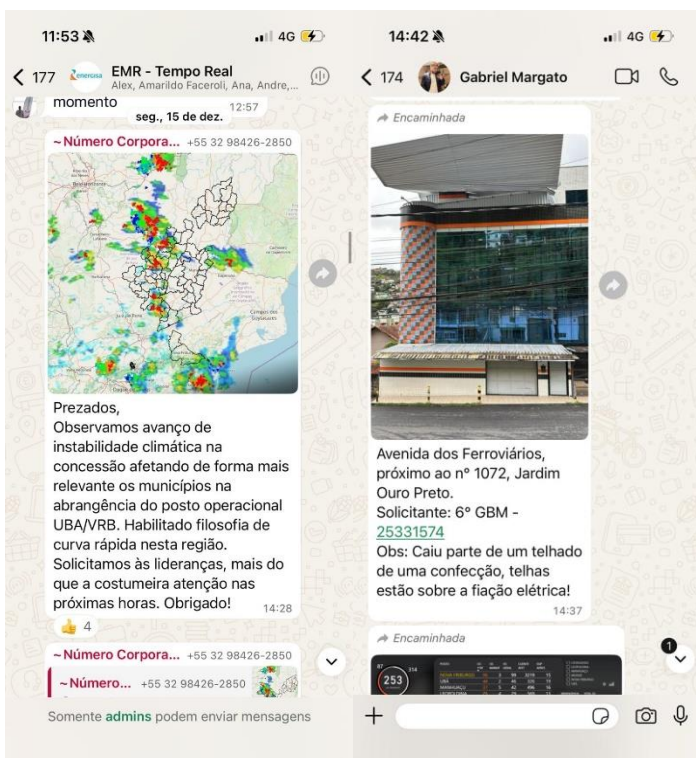 11:53
4G
177
energisa
EMR - Tempo Real
Alex, Amarildo Faceroli, Ana, Andre,...
momento
12:57
seg., 15 de dez.
~Número Corpora... +55 32 98426-2850
Prezados,
Observamos avanço de
instabilidade climática na
concessão afetando de forma mais
relevante os municípios na
abrangência do posto operacional
UBA/VRB. Habilitado filosofia de
curva rápida nesta região.
Solicitamos às lideranças, mais do
que a costumeira atenção nas
próximas horas. Obrigado!
14:28
4
~Número Corpora... +55 32 98426-2850
~Número... +55 32 98426-2850
Somente admins podem enviar mensagens
14:42
4G
174
Gabriel Margato
Encaminhada
Avenida dos Ferroviários,
próximo ao nº 1072, Jardim
Ouro Preto.
Solicitante: 6° GBM -
25331574
Obs: Caiu parte de um telhado
de uma confecção, telhas
estão sobre a fiação elétrica!
14:37
Encaminhada
1
87
314
253